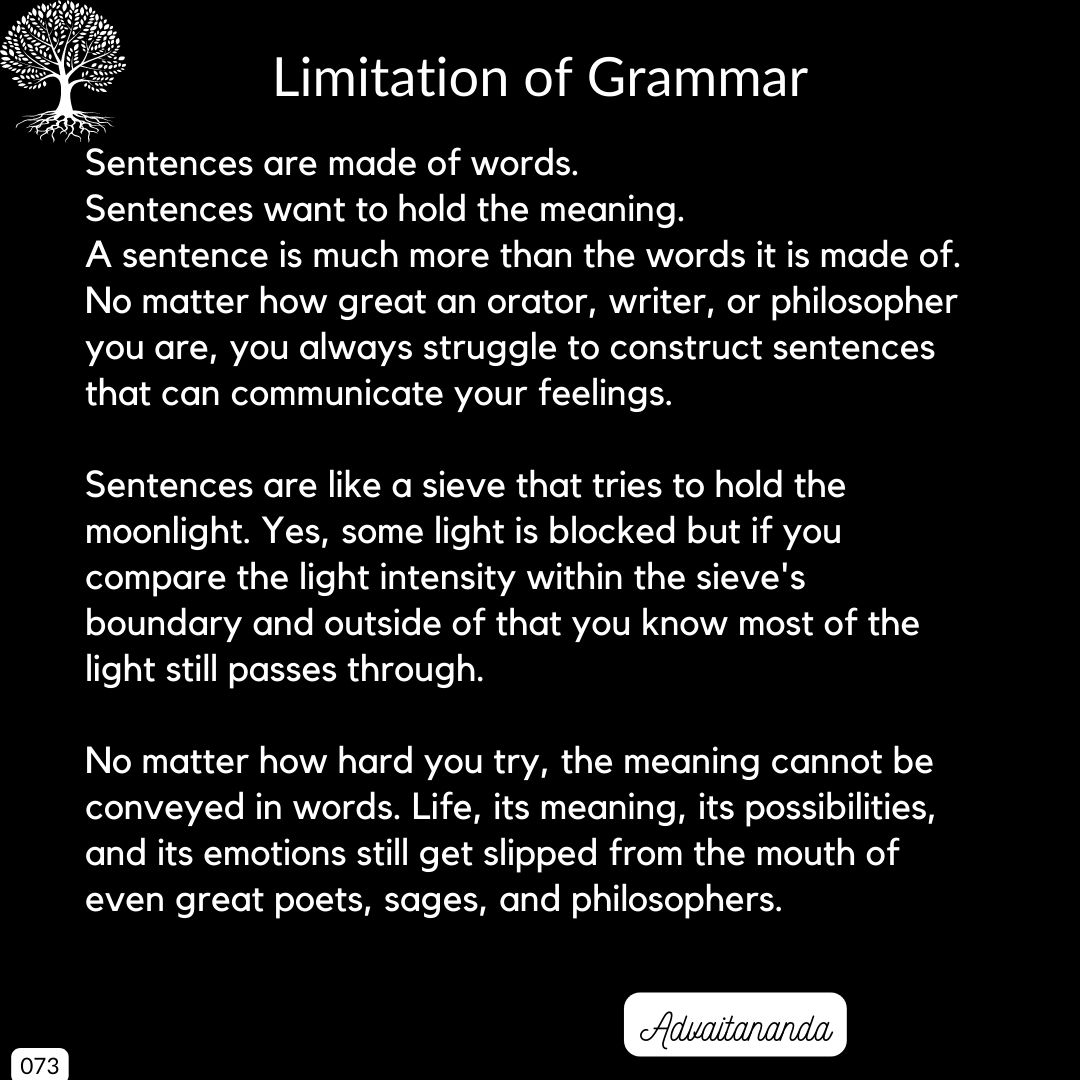 Limitation of Grammar
Sentences are made of words.
Sentences want to hold the meaning.
A sentence is much more than the words it is made of.
No matter how great an orator, writer, or philosopher
you are, you always struggle to construct sentences
that can communicate your feelings.
Sentences are like a sieve that tries to hold the
moonlight. Yes, some light is blocked but if you
compare the light intensity within the sieve's
boundary and outside of that you know most of the
light still passes through.
No matter how hard you try, the meaning cannot be
conveyed in words. Life, its meaning, its possibilities,
and its emotions still get slipped from the mouth of
even great poets, sages, and philosophers.
Advaitananda
073